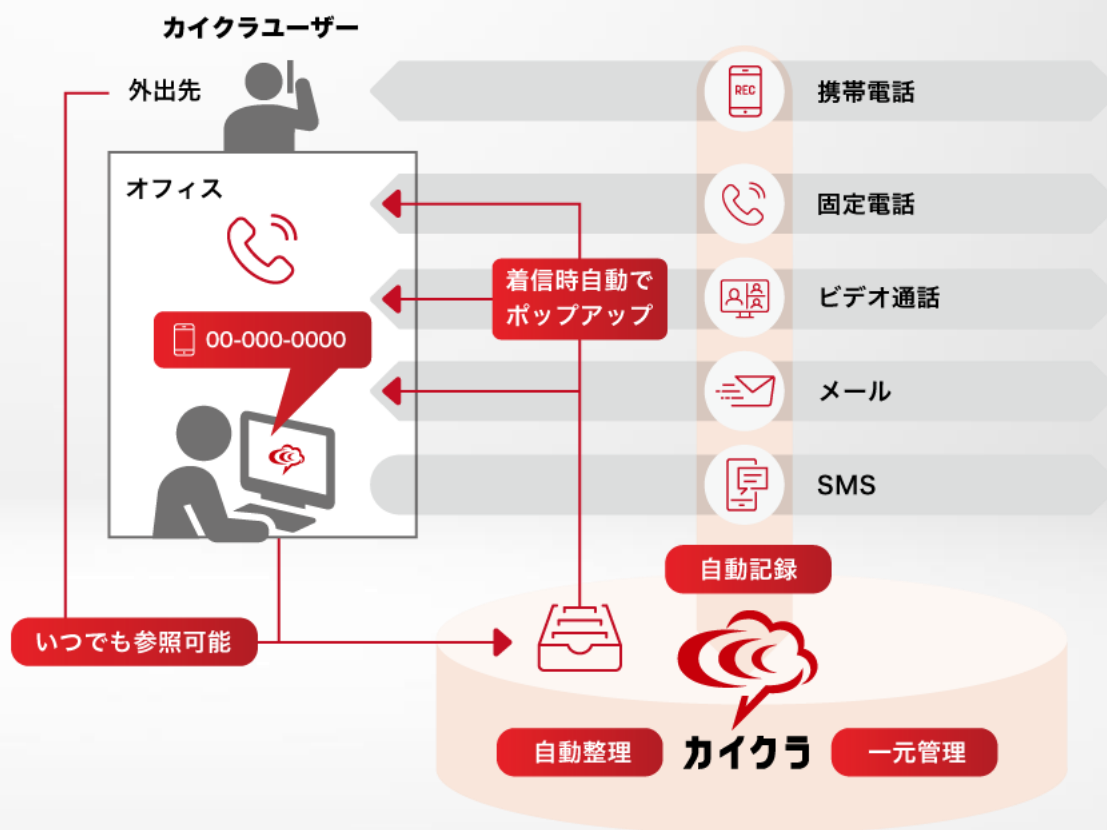 カイクラユーザー
外出先
携帯電話
REC
オフィス
固定電話
着信時自動で
ポップアップ
ビデオ通話
00-000-0000
メール
SMS
自動記録
いつでも参照可能
自動整理
カイクラ
一元管理